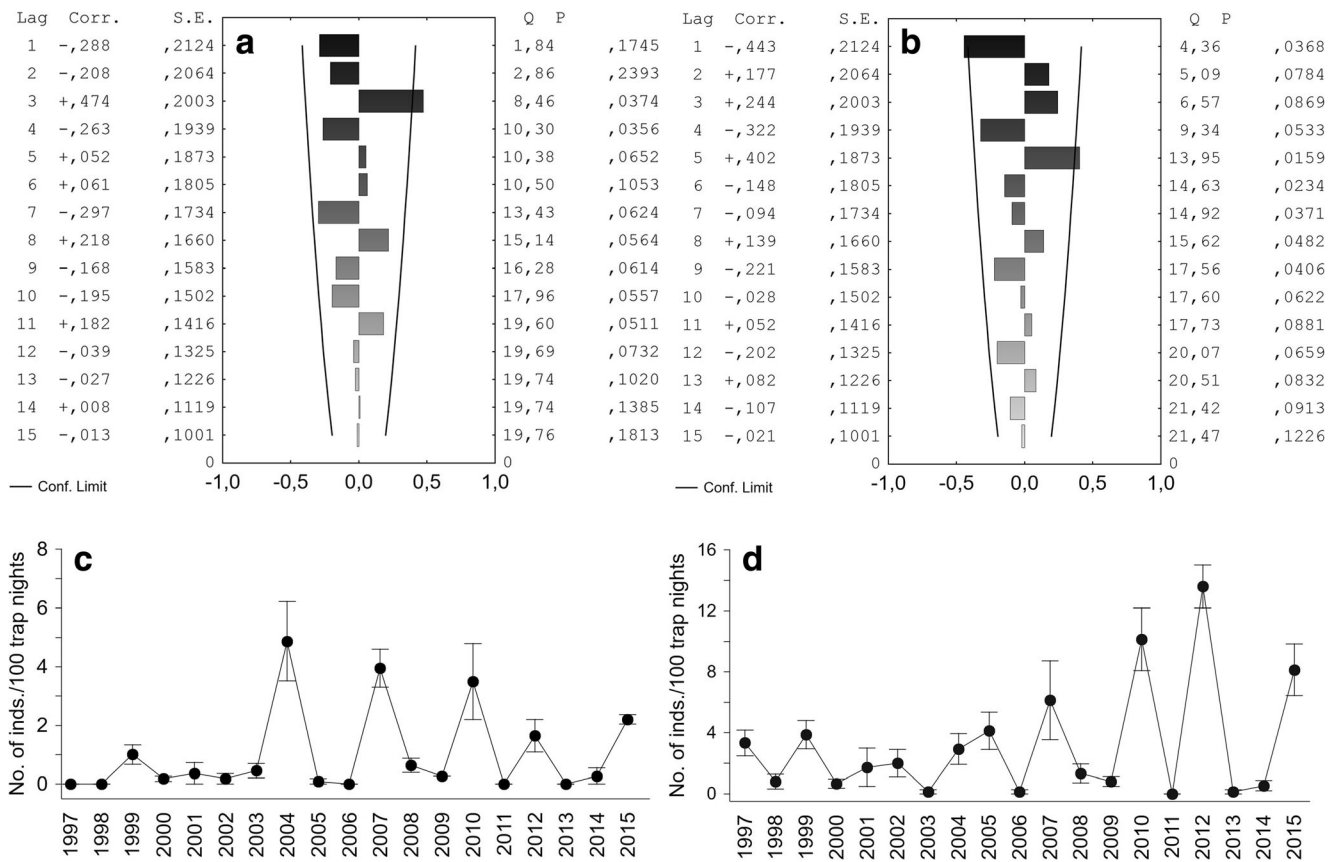 Lag Corr. S.E. a Q P
1 -,288 ,2124 1,84 ,1745
2 -,208 ,2064 2,86 ,2393
3 +,474 ,2003 8,46 ,0374
4 -,263 ,1939 10,30 ,0356
5 +,052 ,1873 10,38 ,0652
6 +,061 ,1805 10,50 ,1053
7 -,297 ,1734 13,43 ,0624
8 +,218 ,1660 15,14 ,0564
9 -,168 ,1583 16,28 ,0614
10 -,195 ,1502 17,96 ,0557
11 +,182 ,1416 19,60 ,0511
12 -,039 ,1325 19,69 ,0732
13 -,027 ,1226 19,74 ,1020
14 +,008 ,1119 19,74 ,1385
15 -,013 ,1001 19,76 ,1813
0 0
-1,0 -0,5 0,0 0,5 1,0
Conf. Limit
Lag Corr. S.E. b Q P
1 -,443 ,2124 4,36 ,0368
2 +,177 ,2064 5,09 ,0784
3 +,244 ,2003 6,57 ,0869
4 -,322 ,1939 9,34 ,0533
5 +,402 ,1873 13,95 ,0159
6 -,148 ,1805 14,63 ,0234
7 -,094 ,1734 14,92 ,0371
8 +,139 ,1660 15,62 ,0482
9 -,221 ,1583 17,56 ,0406
10 -,028 ,1502 17,60 ,0622
11 +,052 ,1416 17,73 ,0881
12 -,202 ,1325 20,07 ,0659
13 +,082 ,1226 20,51 ,0832
14 -,107 ,1119 21,42 ,0913
15 -,021 ,1001 21,47 ,1226
0 0
-1,0 -0,5 0,0 0,5 1,0
Conf. Limit
c
No. of inds./100 trap nights
8
6
4
2
0
1997 1998 1999 2000 2001 2002 2003 2004 2005 2006 2007 2008 2009 2010 2011 2012 2013 2014 2015
d
No. of inds./100 trap nights
16
12
8
4
0
1997 1998 1999 2000 2001 2002 2003 2004 2005 2006 2007 2008 2009 2010 2011 2012 2013 2014 2015